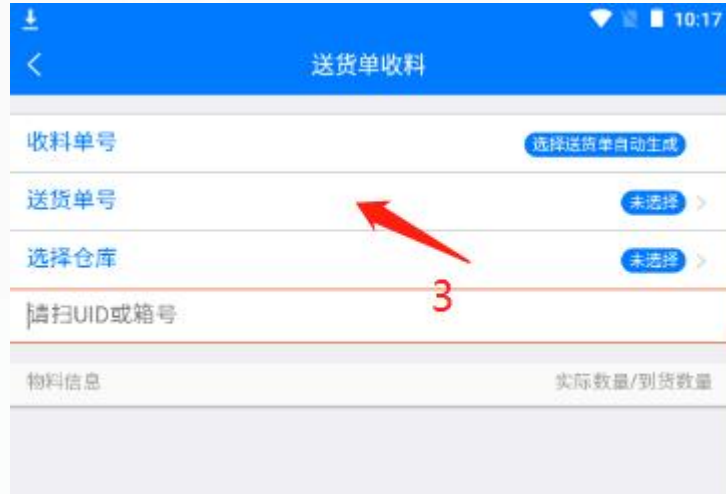 10:17
送货单收料
收料单号 选择送货单自动生成
送货单号 未选择
选择仓库 未选择
3
请扫UID或箱号
物料信息 实际数量/到货数量